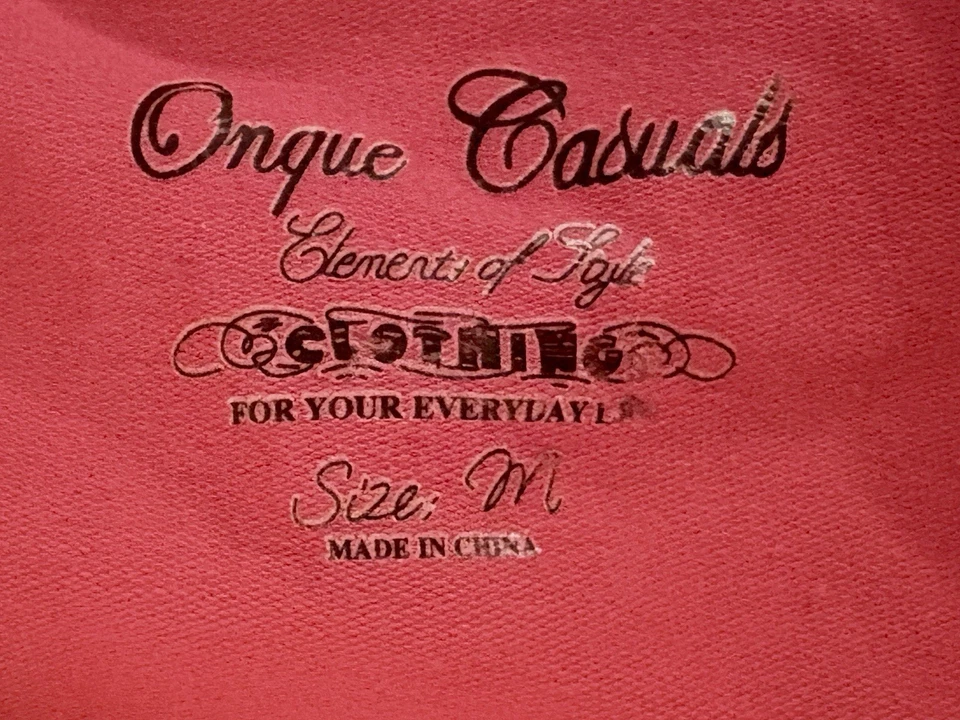 Onque Casuals
Elements of Style
CLOTHING
FOR YOUR EVERYDAY
Size: M
MADE IN CHINA